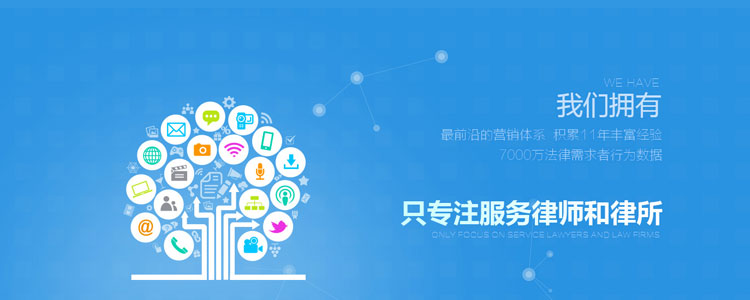 WE HAVE
我们拥有
最前沿的营销体系 积累11年丰富经验
7000万法律需求者行为数据
只专注服务律师和律所
ONLY FOCUS ON SERVICE LAWYERS AND LAW FIRMS